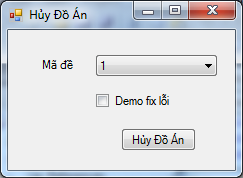 Hủy Đồ Án
Mã đề 1
Demo fix lỗi
Hủy Đồ Án